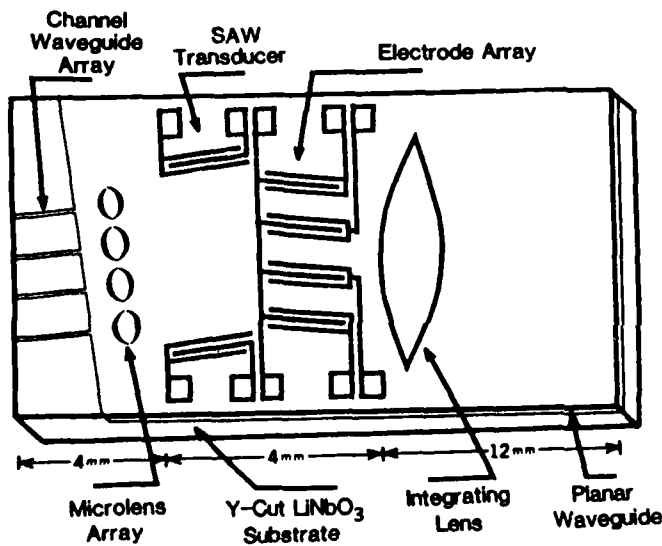 Channel
Waveguide
Array
SAW
Transducer
Electrode Array
4mm
4mm
12mm
Microlens
Array
Y-Cut LiNbO₃
Substrate
Integrating
Lens
Planar
Waveguide